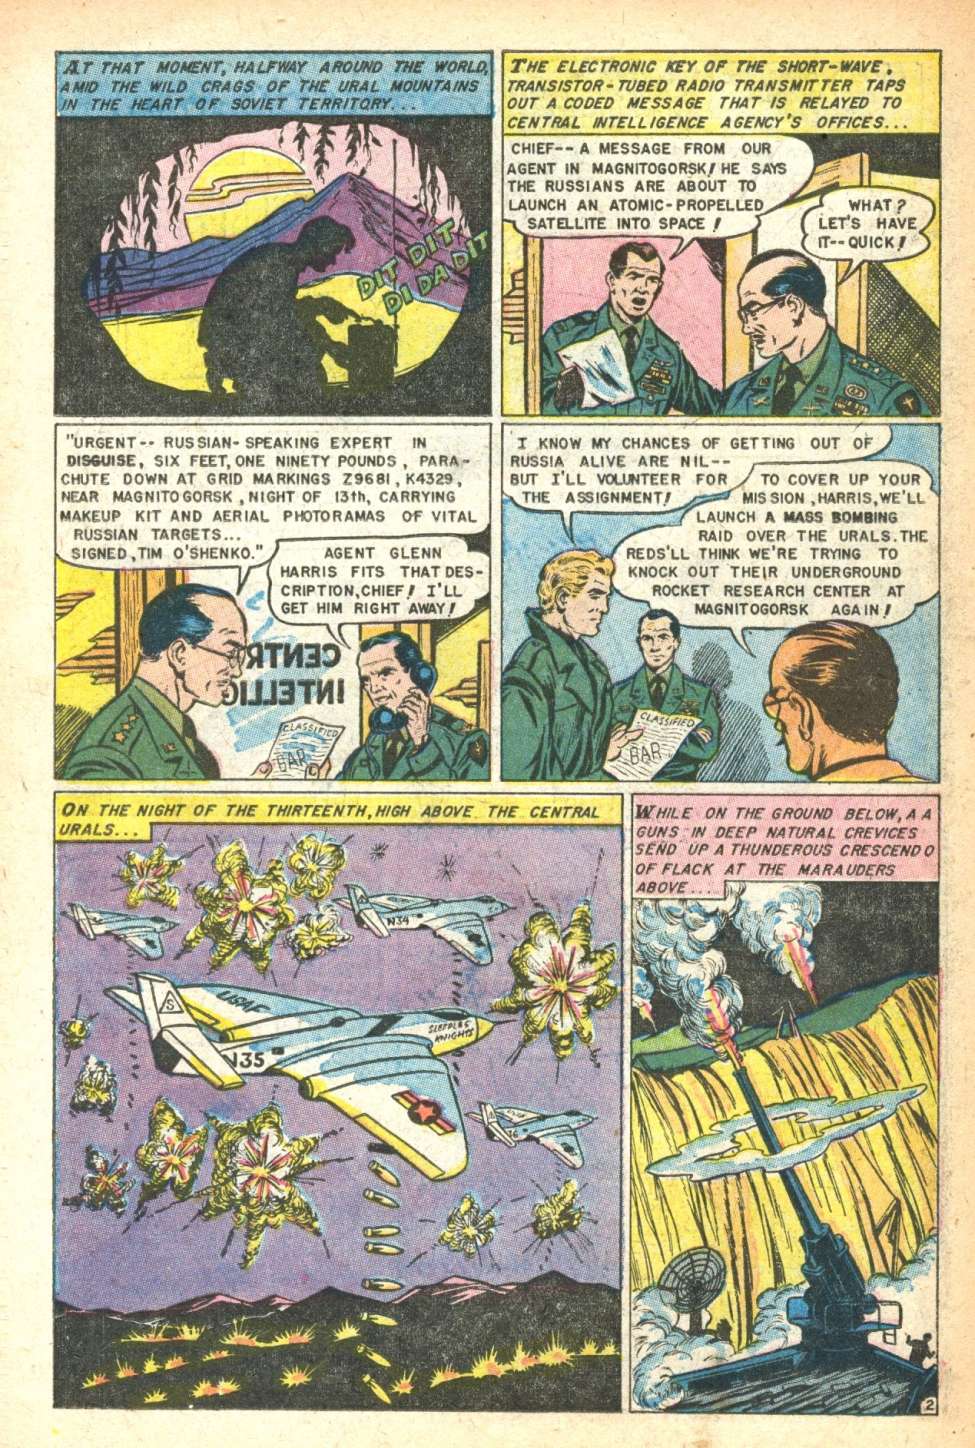 AT THAT MOMENT, HALFWAY AROUND THE WORLD,
AMID THE WILD CRAGS OF THE URAL MOUNTAINS
IN THE HEART OF SOVIET TERRITORY...
DIT DIT
DI DA DIT
THE ELECTRONIC KEY OF THE SHORT-WAVE,
TRANSISTOR-TUBED RADIO TRANSMITTER TAPS
OUT A CODED MESSAGE THAT IS RELAYED TO
CENTRAL INTELLIGENCE AGENCY'S OFFICES...
CHIEF-- A MESSAGE FROM OUR
AGENT IN MAGNITOGORSK! HE SAYS
THE RUSSIANS ARE ABOUT TO
LAUNCH AN ATOMIC-PROPELLED
SATELLITE INTO SPACE!
WHAT?
LET'S HAVE
IT--QUICK!
"URGENT-- RUSSIAN-SPEAKING EXPERT IN
DISGUISE, SIX FEET, ONE NINETY POUNDS, PARA-
CHUTE DOWN AT GRID MARKINGS Z9681, K4329,
NEAR MAGNITOGORSK, NIGHT OF 13th, CARRYING
MAKEUP KIT AND AERIAL PHOTORAMAS OF VITAL
RUSSIAN TARGETS...
SIGNED, TIM O'SHENKO."
AGENT GLENN
HARRIS FITS THAT DES-
CRIPTION, CHIEF! I'LL
GET HIM RIGHT AWAY!
CENTR
INTELLIG
CLASSIFIED
BAR
I KNOW MY CHANCES OF GETTING OUT OF
RUSSIA ALIVE ARE NIL--
BUT I'LL VOLUNTEER FOR
THE ASSIGNMENT!
TO COVER UP YOUR
MISSION, HARRIS, WE'LL
LAUNCH A MASS BOMBING
RAID OVER THE URALS. THE
REDS'LL THINK WE'RE TRYING TO
KNOCK OUT THEIR UNDERGROUND
ROCKET RESEARCH CENTER AT
MAGNITOGORSK AGAIN!
CLASSIFIED
BAR
ON THE NIGHT OF THE THIRTEENTH, HIGH ABOVE THE CENTRAL
URALS...
N34
S
USAF
SLEEPLES
KNIGHTS
N35
WHILE ON THE GROUND BELOW, A A
GUNS IN DEEP NATURAL CREVICES
SEND UP A THUNDEROUS CRESCENDO
OF FLACK AT THE MARAUDERS
ABOVE....
2